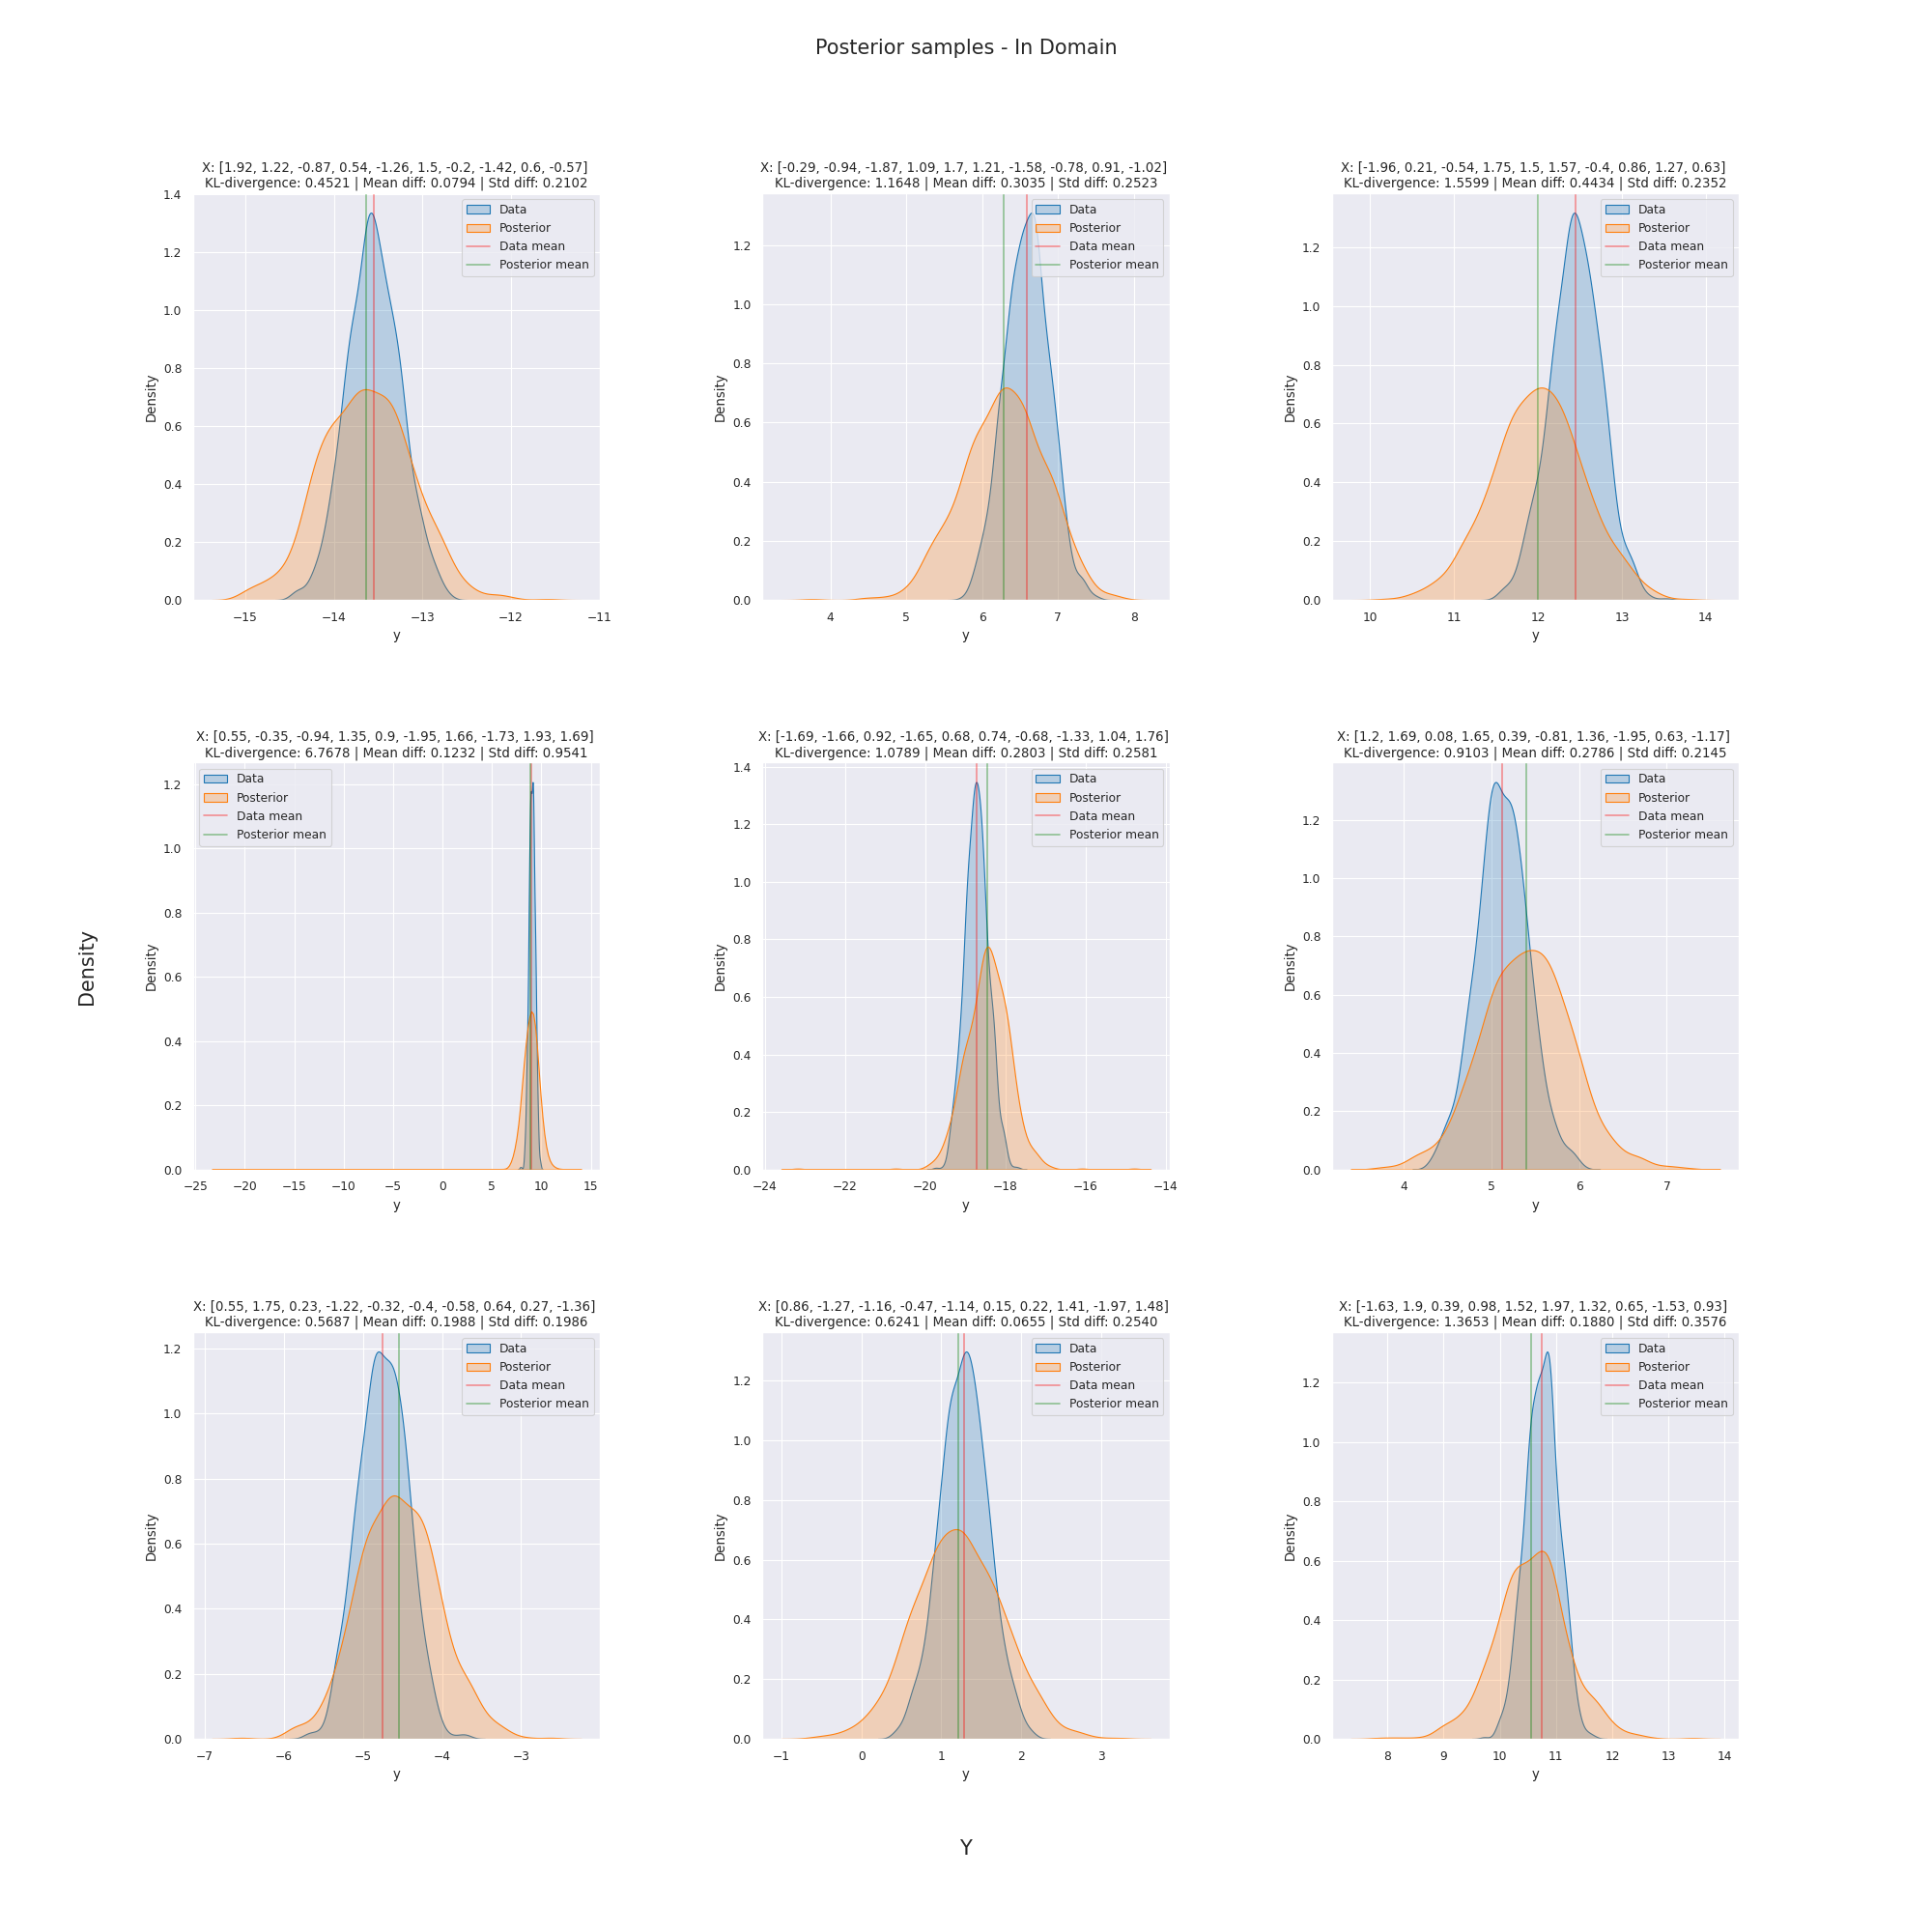 Posterior samples - In Domain
X: [1.92, 1.22, -0.87, 0.54, -1.26, 1.5, -0.2, -1.42, 0.6, -0.57]
KL-divergence: 0.4521 | Mean diff: 0.0794 | Std diff: 0.2102
1.4
1.2
1.0
0.8
0.6
0.4
0.2
0.0
Density
Data
Posterior
Data mean
Posterior mean
−15 −14 −13 −12 −11
y
X: [-0.29, -0.94, -1.87, 1.09, 1.7, 1.21, -1.58, -0.78, 0.91, -1.02]
KL-divergence: 1.1648 | Mean diff: 0.3035 | Std diff: 0.2523
1.2
1.0
0.8
0.6
0.4
0.2
0.0
Density
Data
Posterior
Data mean
Posterior mean
4 5 6 7 8
y
X: [-1.96, 0.21, -0.54, 1.75, 1.5, 1.57, -0.4, 0.86, 1.27, 0.63]
KL-divergence: 1.5599 | Mean diff: 0.4434 | Std diff: 0.2352
1.2
1.0
0.8
0.6
0.4
0.2
0.0
Density
Data
Posterior
Data mean
Posterior mean
10 11 12 13 14
y
Density
X: [0.55, -0.35, -0.94, 1.35, 0.9, -1.95, 1.66, -1.73, 1.93, 1.69]
KL-divergence: 6.7678 | Mean diff: 0.1232 | Std diff: 0.9541
1.2
1.0
0.8
0.6
0.4
0.2
0.0
Density
Data
Posterior
Data mean
Posterior mean
−25 −20 −15 −10 −5 0 5 10 15
y
X: [-1.69, -1.66, 0.92, -1.65, 0.68, 0.74, -0.68, -1.33, 1.04, 1.76]
KL-divergence: 1.0789 | Mean diff: 0.2803 | Std diff: 0.2581
1.4
1.2
1.0
0.8
0.6
0.4
0.2
0.0
Density
Data
Posterior
Data mean
Posterior mean
−24 −22 −20 −18 −16 −14
y
X: [1.2, 1.69, 0.08, 1.65, 0.39, -0.81, 1.36, -1.95, 0.63, -1.17]
KL-divergence: 0.9103 | Mean diff: 0.2786 | Std diff: 0.2145
1.2
1.0
0.8
0.6
0.4
0.2
0.0
Density
Data
Posterior
Data mean
Posterior mean
4 5 6 7
y
X: [0.55, 1.75, 0.23, -1.22, -0.32, -0.4, -0.58, 0.64, 0.27, -1.36]
KL-divergence: 0.5687 | Mean diff: 0.1988 | Std diff: 0.1986
1.2
1.0
0.8
0.6
0.4
0.2
0.0
Density
Data
Posterior
Data mean
Posterior mean
−7 −6 −5 −4 −3
y
X: [0.86, -1.27, -1.16, -0.47, -1.14, 0.15, 0.22, 1.41, -1.97, 1.48]
KL-divergence: 0.6241 | Mean diff: 0.0655 | Std diff: 0.2540
1.2
1.0
0.8
0.6
0.4
0.2
0.0
Density
Data
Posterior
Data mean
Posterior mean
−1 0 1 2 3
y
X: [-1.63, 1.9, 0.39, 0.98, 1.52, 1.97, 1.32, 0.65, -1.53, 0.93]
KL-divergence: 1.3653 | Mean diff: 0.1880 | Std diff: 0.3576
1.2
1.0
0.8
0.6
0.4
0.2
0.0
Density
Data
Posterior
Data mean
Posterior mean
8 9 10 11 12 13 14
y
Y